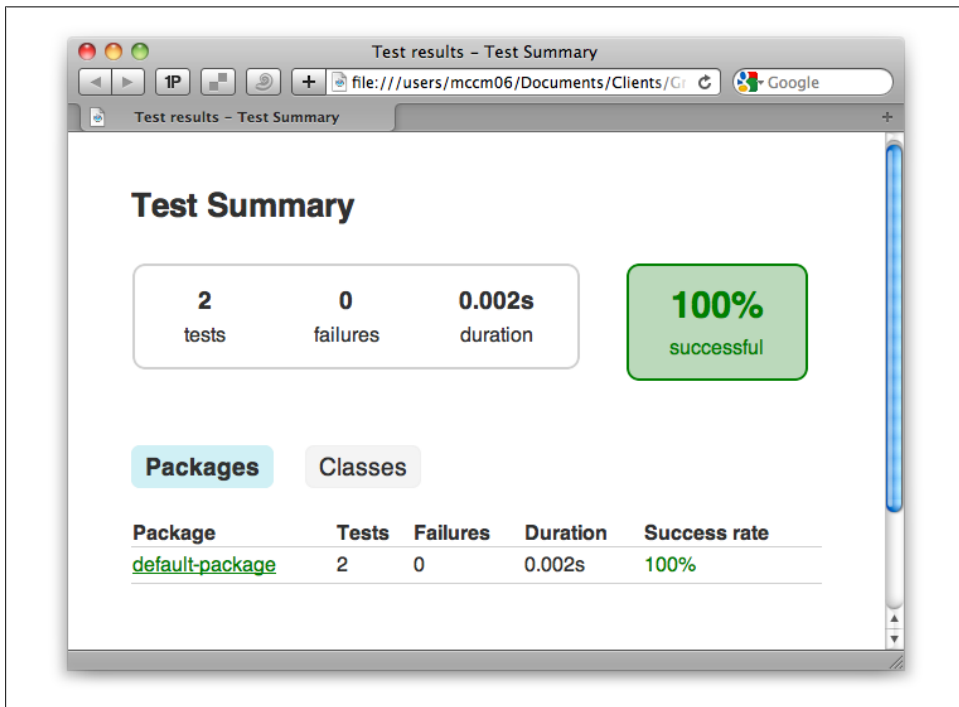 Test results – Test Summary
1P
+
file:///users/mccm06/Documents/Clients/Gr
Google
Test results – Test Summary
+
Test Summary
2 0 0.002s
tests failures duration
100%
successful
Packages Classes
Package Tests Failures Duration Success rate
default-package 2 0 0.002s 100%